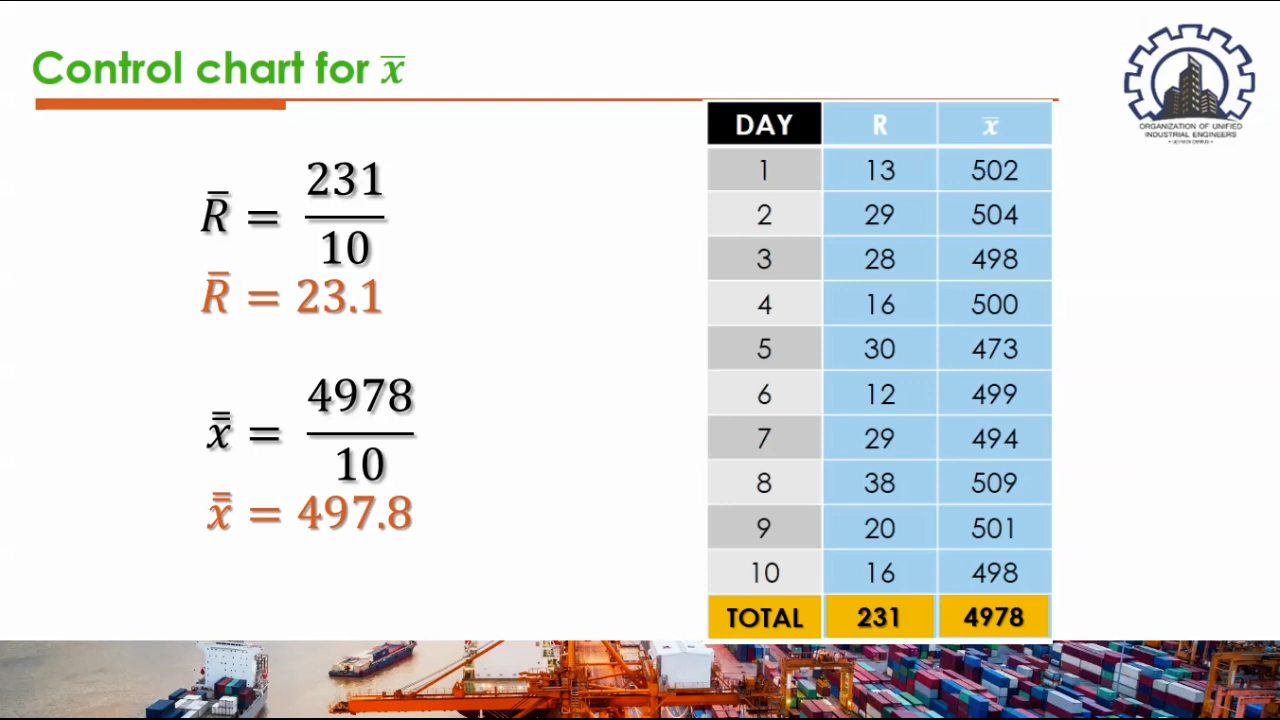 Control chart for x̅
ORGANIZATION OF UNIFIED
INDUSTRIAL ENGINEERS
R̅ = 231/10
R̅ = 23.1
x̿ = 4978/10
x̿ = 497.8
DAY R x̅
1 13 502
2 29 504
3 28 498
4 16 500
5 30 473
6 12 499
7 29 494
8 38 509
9 20 501
10 16 498
TOTAL 231 4978